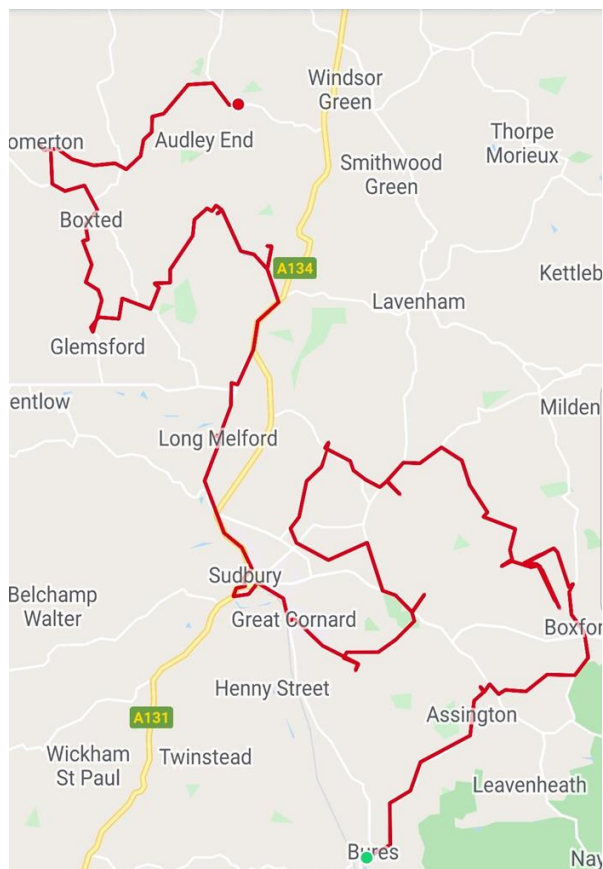 Windsor
Green
omerton
Audley End
Thorpe
Morieux
Smithwood
Green
Boxted
A134
Kettleb
Lavenham
Glemsford
entlow
Milden
Long Melford
Sudbury
Belchamp
Walter
Great Cornard
Boxfor
Henny Street
A131
Assington
Wickham
St Paul
Twinstead
Leavenheath
Bures
Nay